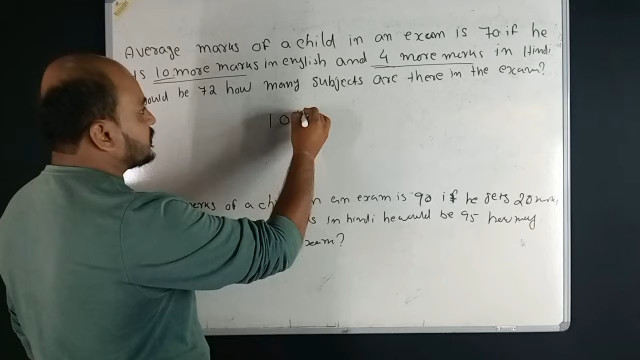 Average marks of a child in an exam is 70 if he
10 more marks in english and 4 more marks in Hindi
would be 72 how many subjects are there in the exam?
10
marks of a child in an exam is 90 if he gets 20 more
in hindi he would be 95 how many
exam?